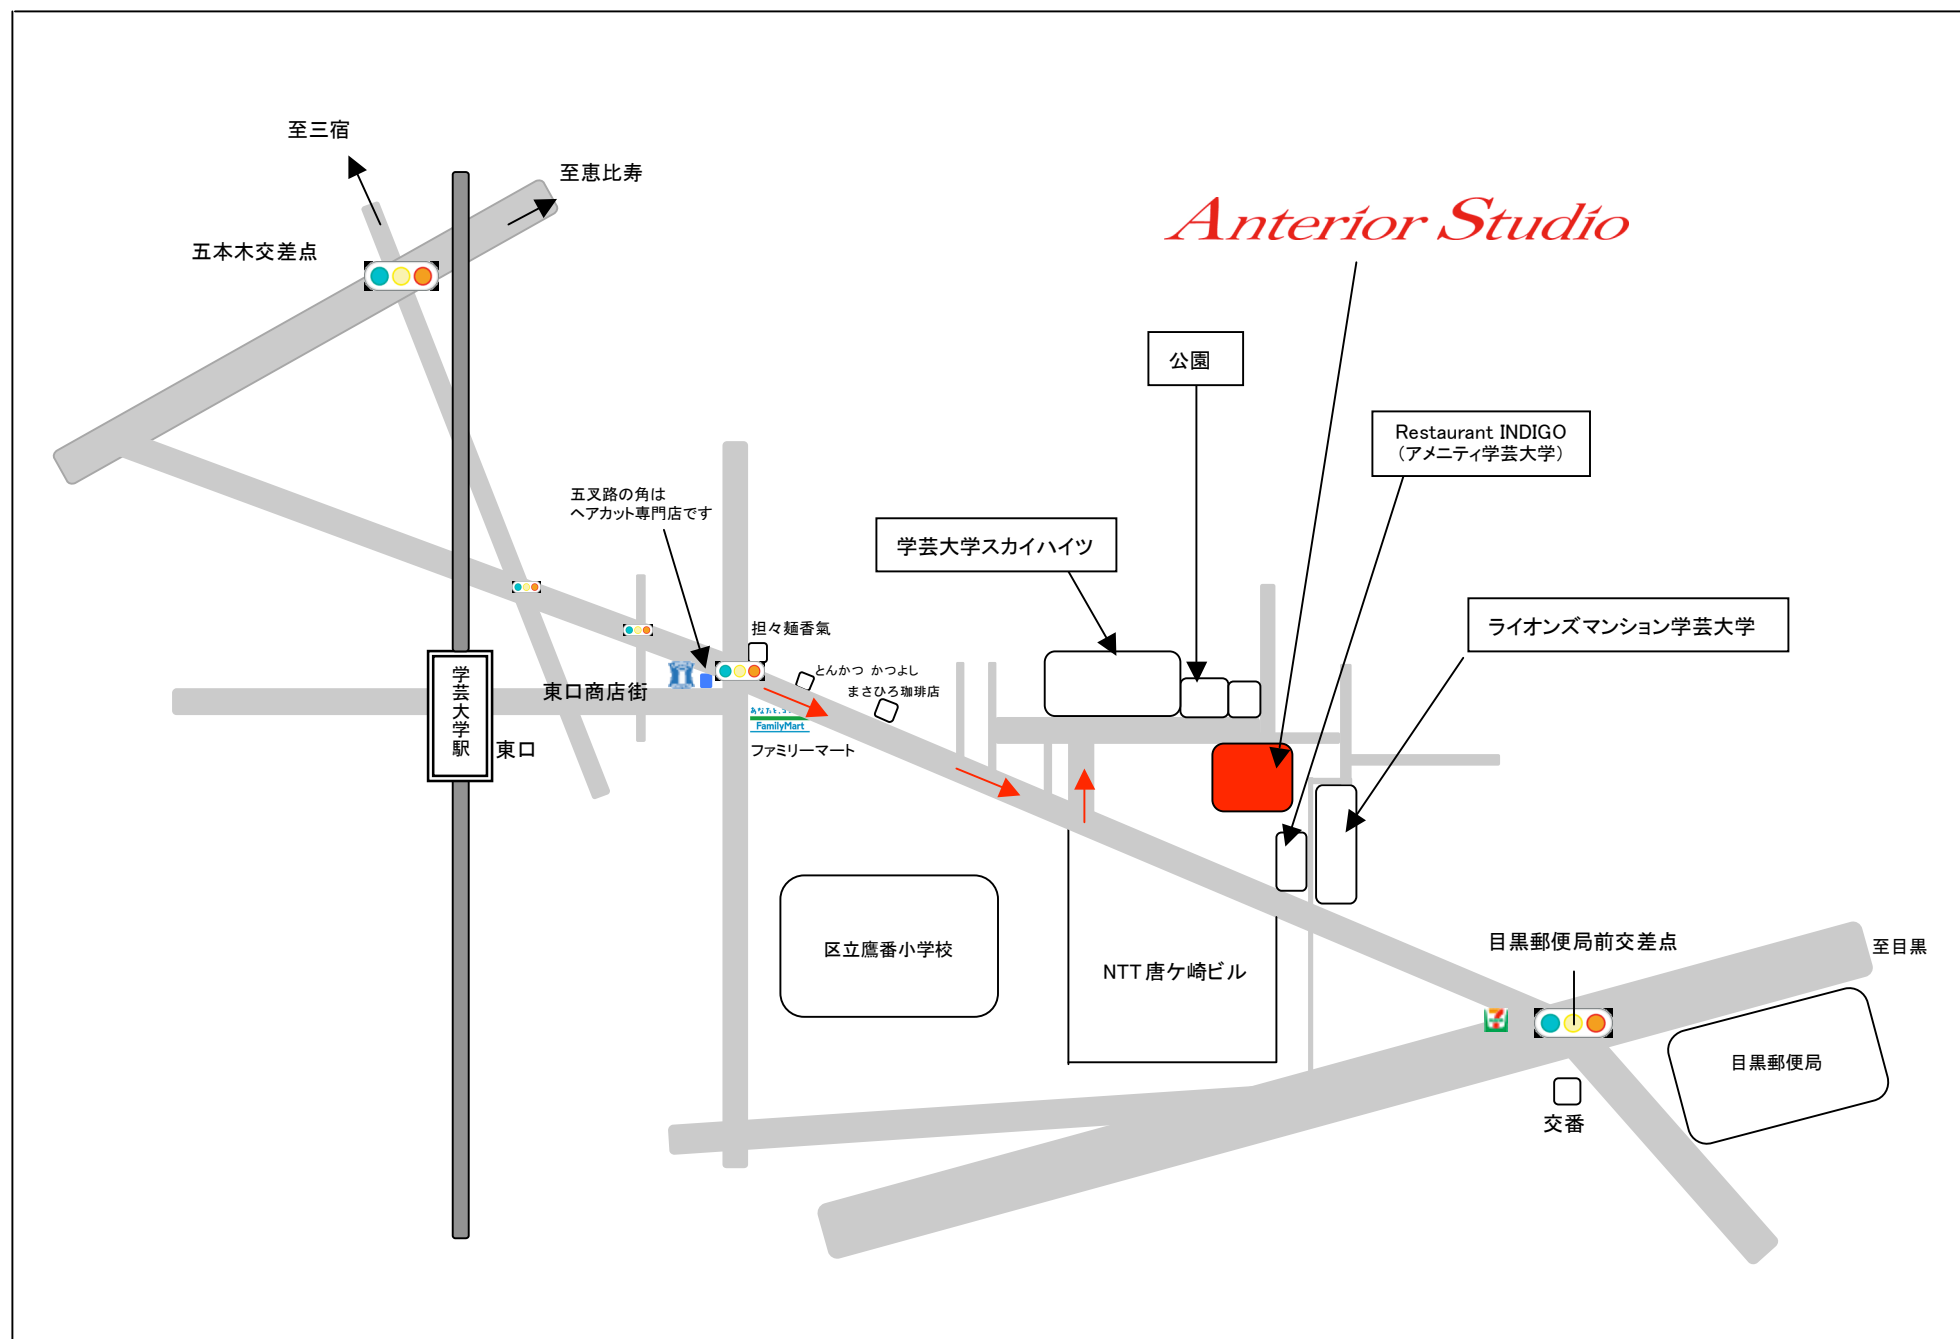 至三宿
至恵比寿
五本木交差点
Anterior Studio
公園
Restaurant INDIGO
(アメニティ学芸大学)
五叉路の角は
ヘアカット専門店です
学芸大学スカイハイツ
ライオンズマンション学芸大学
担々麺香氣
とんかつ かつよし
まさひろ珈琲店
東口商店街
学芸大学駅
東口
FamilyMart
ファミリーマート
区立鷹番小学校
NTT唐ケ崎ビル
目黒郵便局前交差点
至目黒
7
目黒郵便局
交番